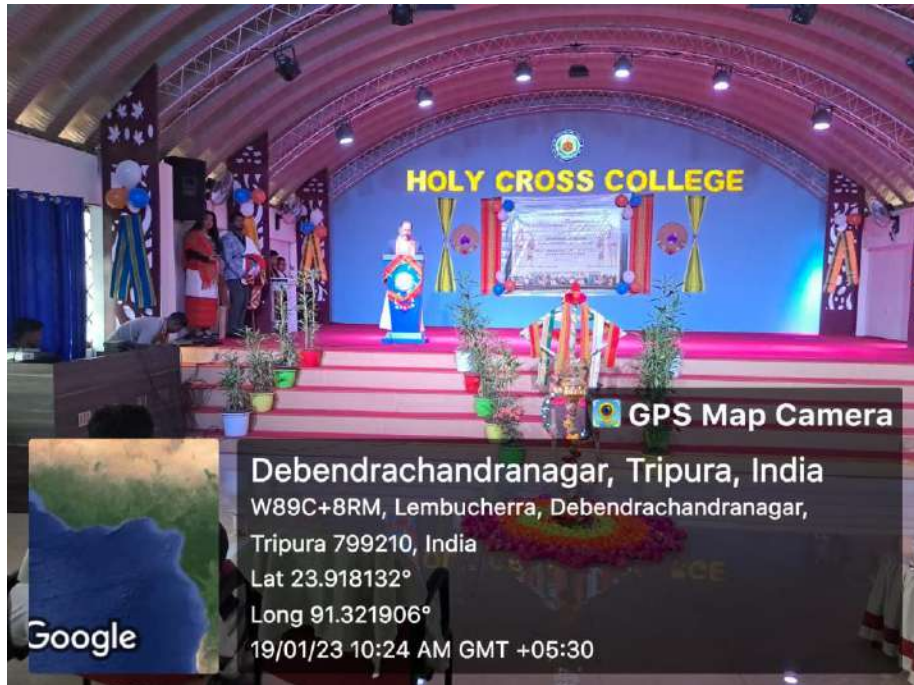 HOLY CROSS COLLEGE
GPS Map Camera
Debendrachandranagar, Tripura, India
W89C+8RM, Lembucherra, Debendrachandranagar,
Tripura 799210, India
Lat 23.918132°
Long 91.321906°
19/01/23 10:24 AM GMT +05:30
Google